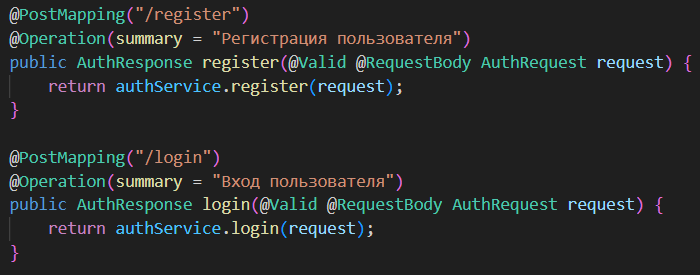 @PostMapping("/register")
@Operation(summary = "Регистрация пользователя")
public AuthResponse register(@Valid @RequestBody AuthRequest request) {
    return authService.register(request);
}

@PostMapping("/login")
@Operation(summary = "Вход пользователя")
public AuthResponse login(@Valid @RequestBody AuthRequest request) {
    return authService.login(request);
}